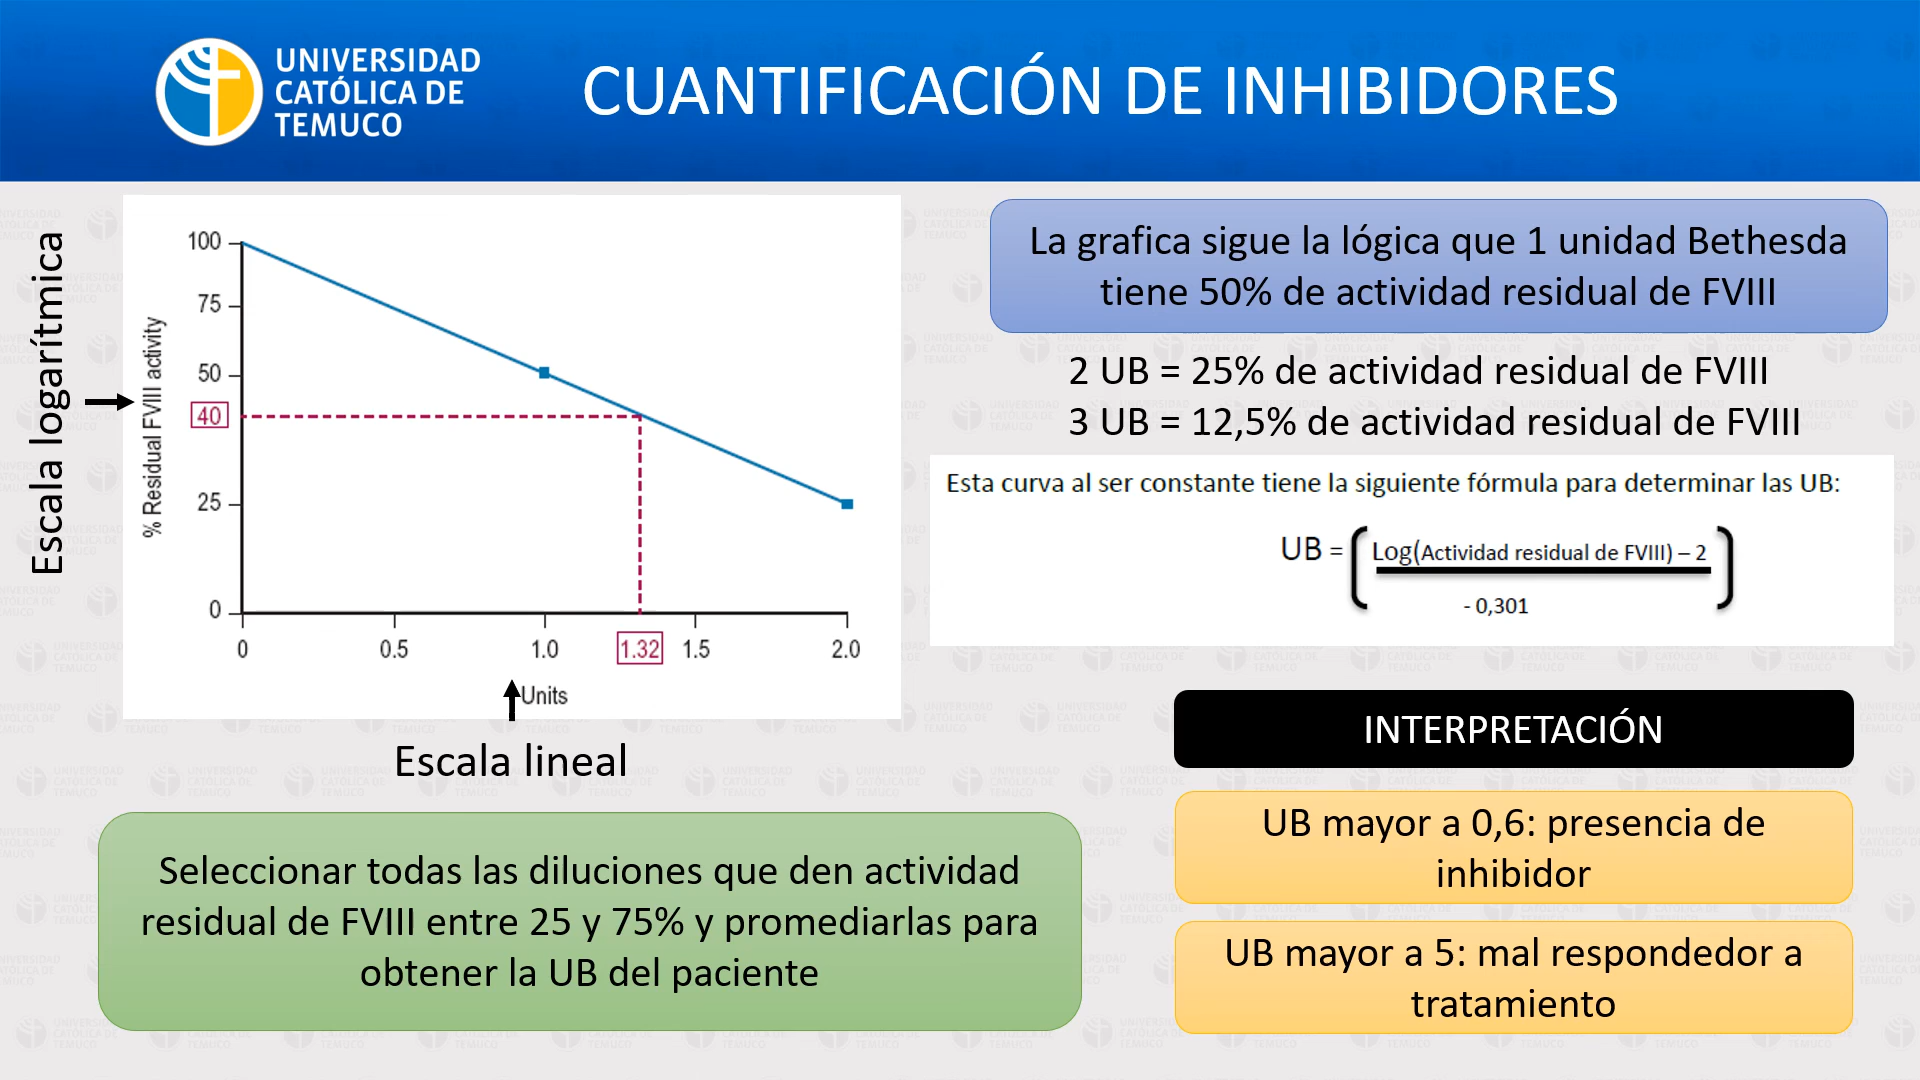 UNIVERSIDAD
CATÓLICA DE
TEMUCO
CUANTIFICACIÓN DE INHIBIDORES
Escala logarítmica
% Residual FVIII activity
100
75
50
40
25
0
0
0.5
1.0
1.32
1.5
2.0
Units
Escala lineal
La grafica sigue la lógica que 1 unidad Bethesda
tiene 50% de actividad residual de FVIII
2 UB = 25% de actividad residual de FVIII
3 UB = 12,5% de actividad residual de FVIII
Esta curva al ser constante tiene la siguiente fórmula para determinar las UB:
UB = ( Log(Actividad residual de FVIII) – 2 )
- 0,301
Seleccionar todas las diluciones que den actividad
residual de FVIII entre 25 y 75% y promediarlas para
obtener la UB del paciente
INTERPRETACIÓN
UB mayor a 0,6: presencia de
inhibidor
UB mayor a 5: mal respondedor a
tratamiento